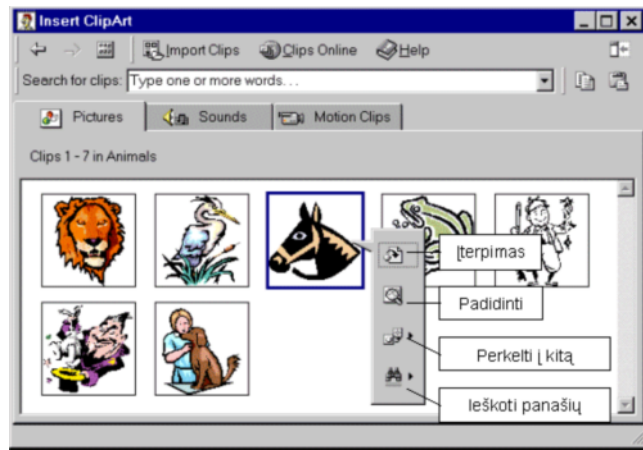 Insert ClipArt
Import Clips Clips Online Help
Search for clips: Type one or more words...
Pictures Sounds Motion Clips
Clips 1 - 7 in Animals
Įterpimas
Padidinti
Perkelti į kitą
Ieškoti panašių